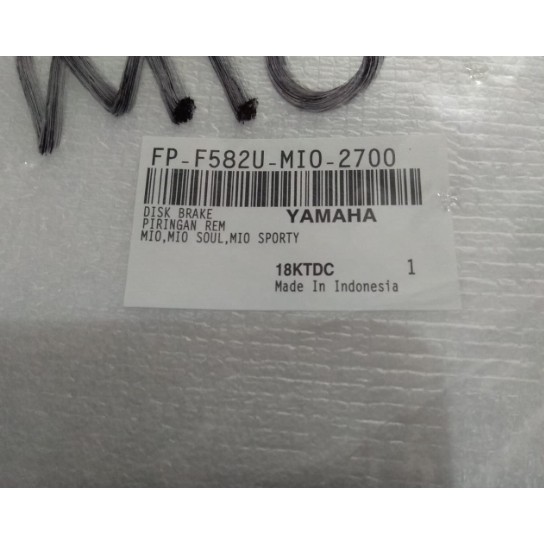 MIO
FP-F582U-MIO-2700
DISK BRAKE YAMAHA
PIRINGAN REM
MIO,MIO SOUL,MIO SPORTY
18KTDC 1
Made In Indonesia